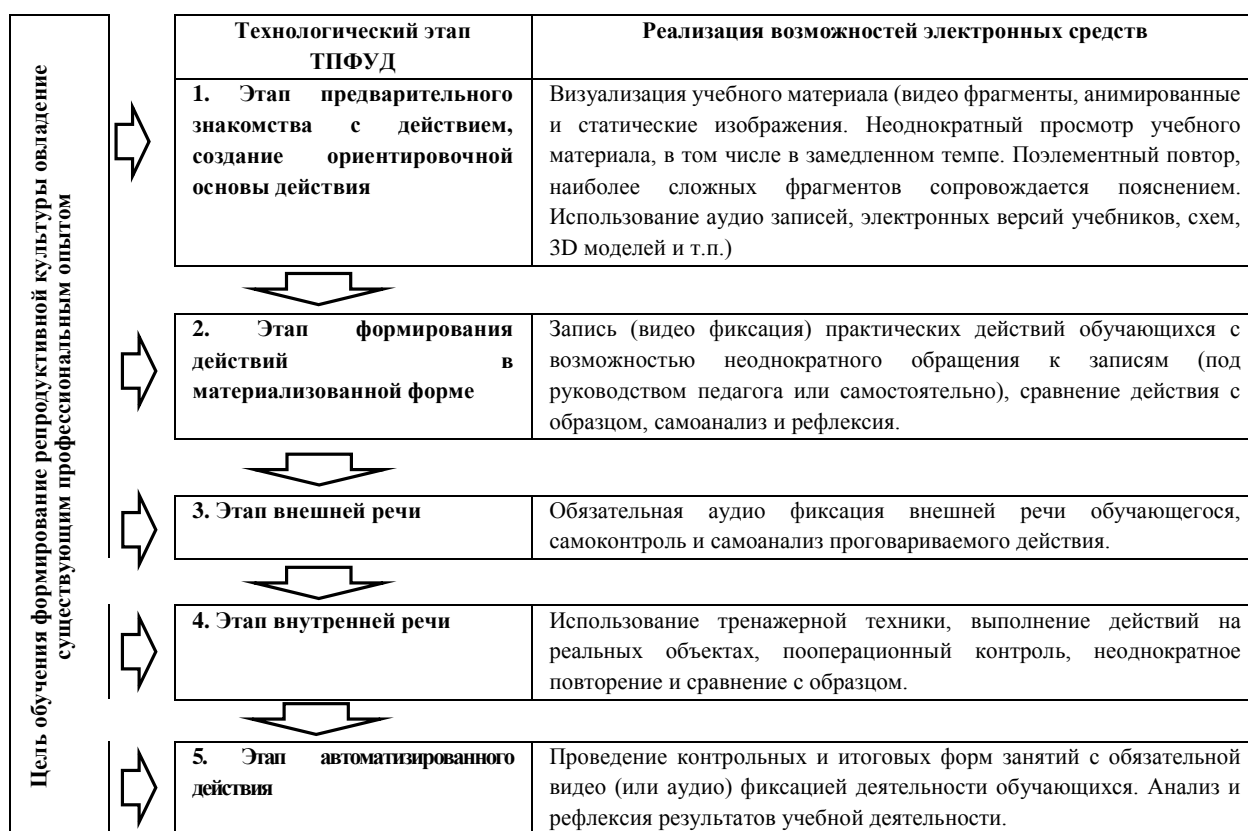 Цель обучения формирование репродуктивной культуры овладение
существующим профессиональным опытом
Технологический этап
ТПФУД
Реализация возможностей электронных средств
1. Этап предварительного
знакомства с действием,
создание ориентировочной
основы действия
Визуализация учебного материала (видео фрагменты, анимированные
и статические изображения. Неоднократный просмотр учебного
материала, в том числе в замедленном темпе. Поэлементный повтор,
наиболее сложных фрагментов сопровождается пояснением.
Использование аудио записей, электронных версий учебников, схем,
3D моделей и т.п.)
2. Этап формирования
действий в
материализованной форме
Запись (видео фиксация) практических действий обучающихся с
возможностью неоднократного обращения к записям (под
руководством педагога или самостоятельно), сравнение действия с
образцом, самоанализ и рефлексия.
3. Этап внешней речи
Обязательная аудио фиксация внешней речи обучающегося,
самоконтроль и самоанализ проговариваемого действия.
4. Этап внутренней речи
Использование тренажерной техники, выполнение действий на
реальных объектах, пооперационный контроль, неоднократное
повторение и сравнение с образцом.
5. Этап автоматизированного
действия
Проведение контрольных и итоговых форм занятий с обязательной
видео (или аудио) фиксацией деятельности обучающихся. Анализ и
рефлексия результатов учебной деятельности.